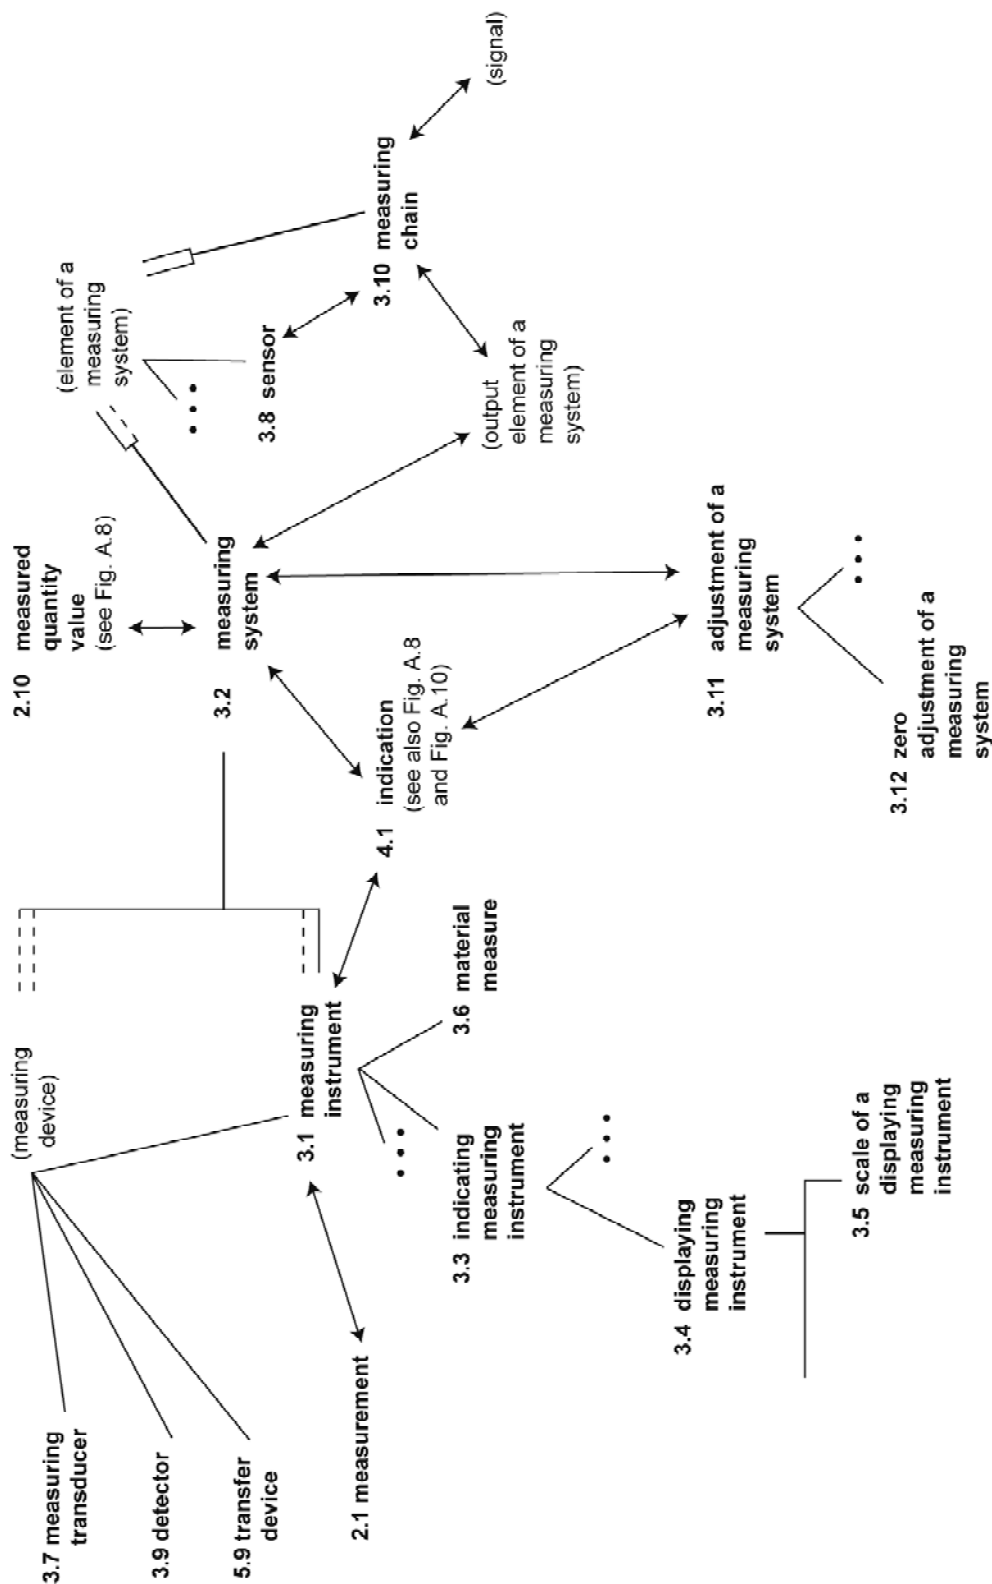 3.7 measuring
transducer
3.9 detector
5.9 transfer
device
2.1 measurement
(measuring
device)
3.1 measuring
instrument
3.3 indicating
measuring
instrument
3.6 material
measure
3.4 displaying
measuring
instrument
3.5 scale of a
displaying
measuring
instrument
2.10 measured
quantity
value
(see Fig. A.8)
3.2 measuring
system
4.1 indication
(see also Fig. A.8
and Fig. A.10)
3.11 adjustment of a
measuring
system
3.12 zero
adjustment of a
measuring
system
(element of a
measuring
system)
3.8 sensor
(output
element of a
measuring
system)
3.10 measuring
chain
(signal)